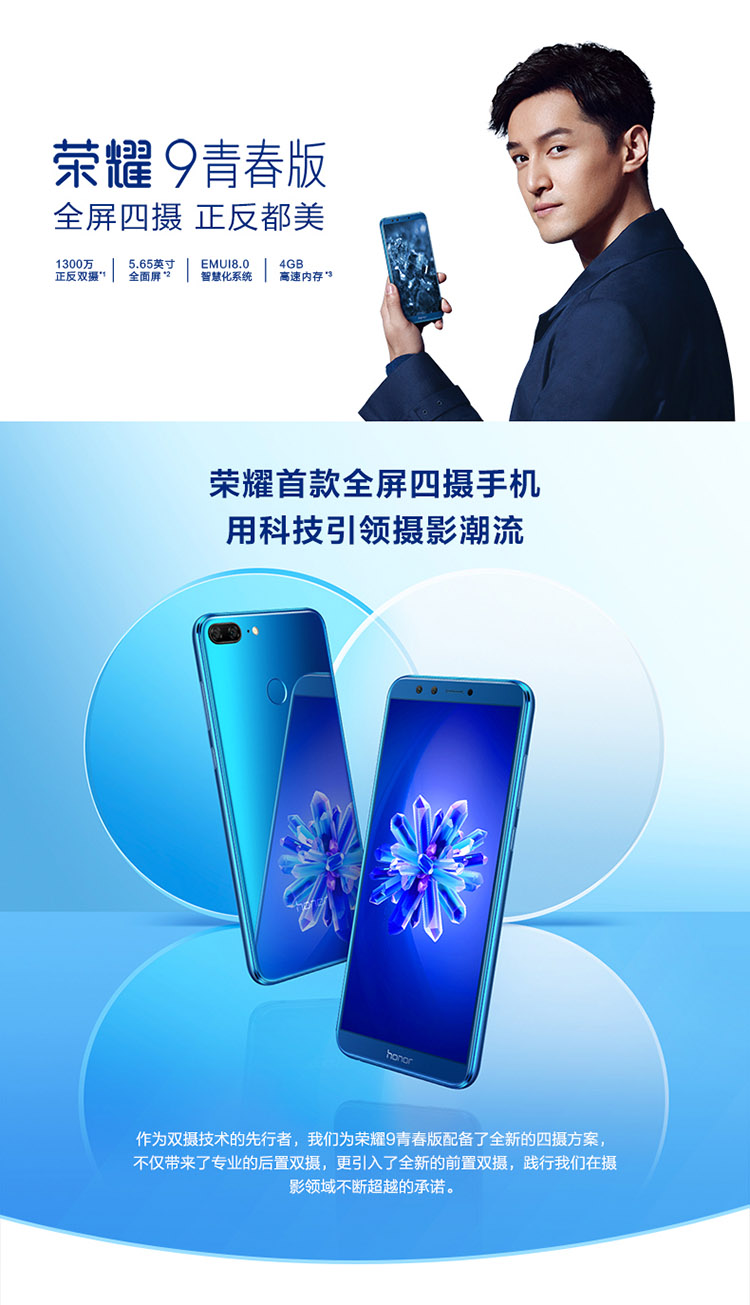 荣耀 9青春版
全屏四摄 正反都美
1300万
正反双摄*1
5.65英寸
全面屏*2
EMUI8.0
智慧化系统
4GB
高速内存*3
honor
荣耀首款全屏四摄手机
用科技引领摄影潮流
honor
honor
作为双摄技术的先行者，我们为荣耀9青春版配备了全新的四摄方案，
不仅带来了专业的后置双摄，更引入了全新的前置双摄，践行我们在摄
影领域不断超越的承诺。